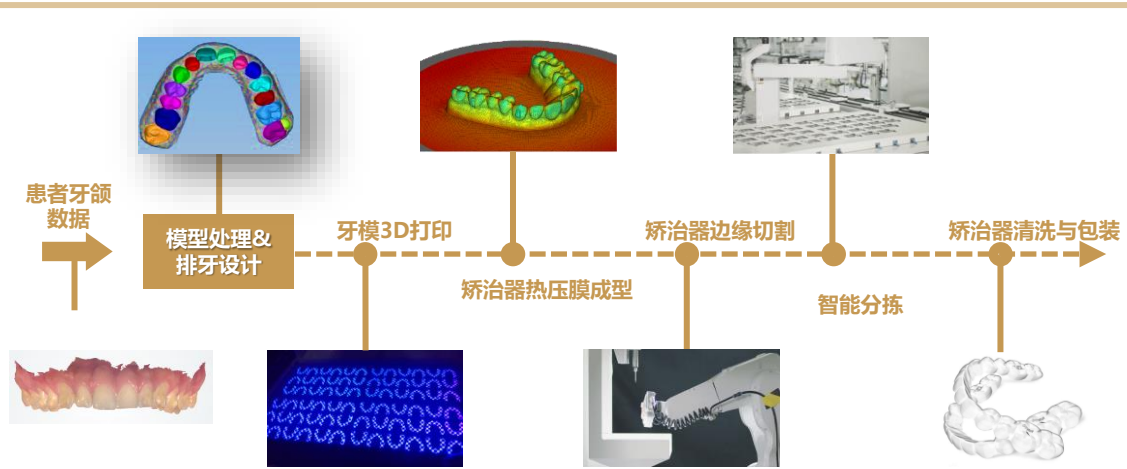 患者牙颌
数据
模型处理&
排牙设计
牙模3D打印
矫治器热压膜成型
矫治器边缘切割
智能分拣
矫治器清洗与包装